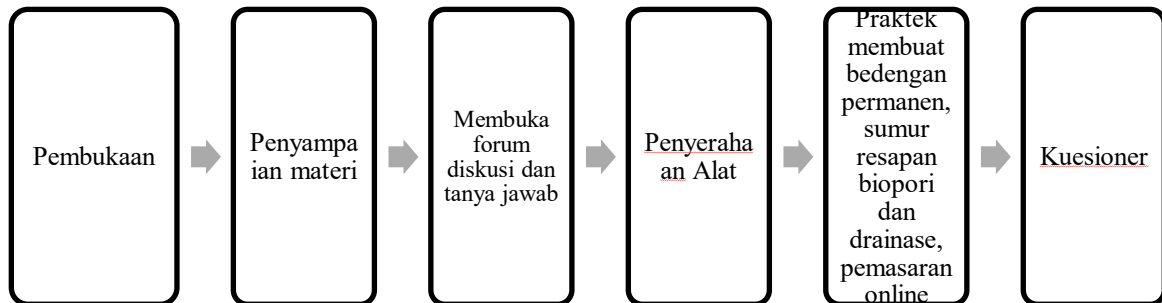 Pembukaan
Penyampa
ian materi
Membuka
forum
diskusi dan
tanya jawab
Penyeraha
an Alat
Praktek
membuat
bedengan
permanen,
sumur
resapan
biopori
dan
drainase,
pemasaran
online
Kuesioner